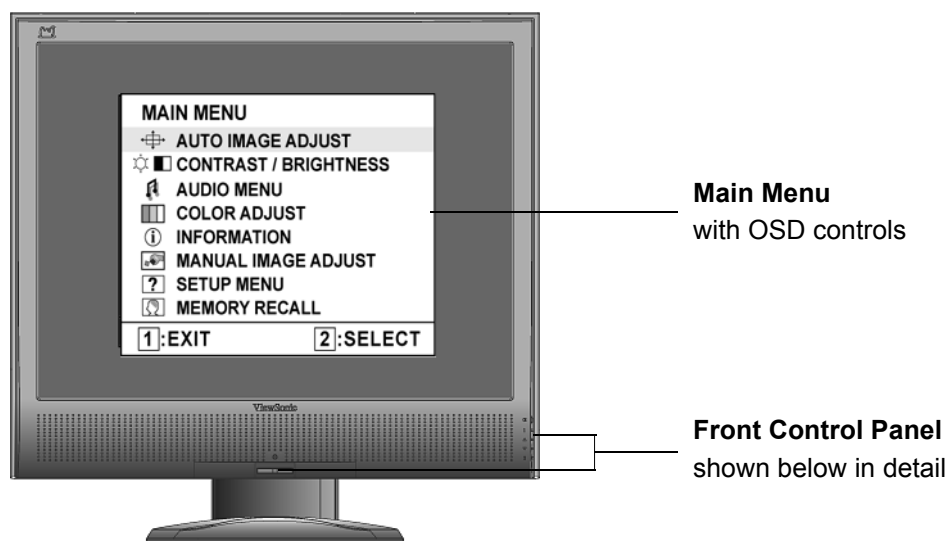 MAIN MENU
AUTO IMAGE ADJUST
CONTRAST / BRIGHTNESS
AUDIO MENU
COLOR ADJUST
INFORMATION
MANUAL IMAGE ADJUST
? SETUP MENU
MEMORY RECALL
1:EXIT 2:SELECT
Main Menu
with OSD controls
ViewSonic
Front Control Panel
shown below in detail